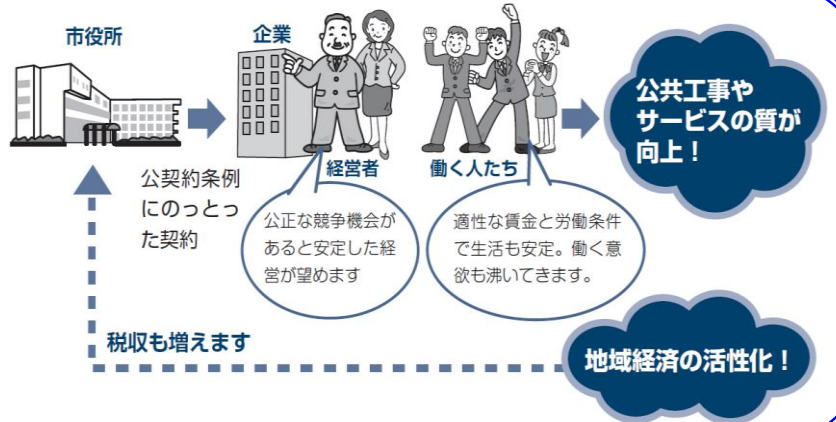 市役所
企業
経営者
働く人たち
公契約条例
にのっとっ
た契約
公正な競争機会が
あると安定した経
営が望めます
適性な賃金と労働条件
で生活も安定。働く意
欲も沸いてきます。
公共工事や
サービスの質が
向上!
税収も増えます
地域経済の活性化!